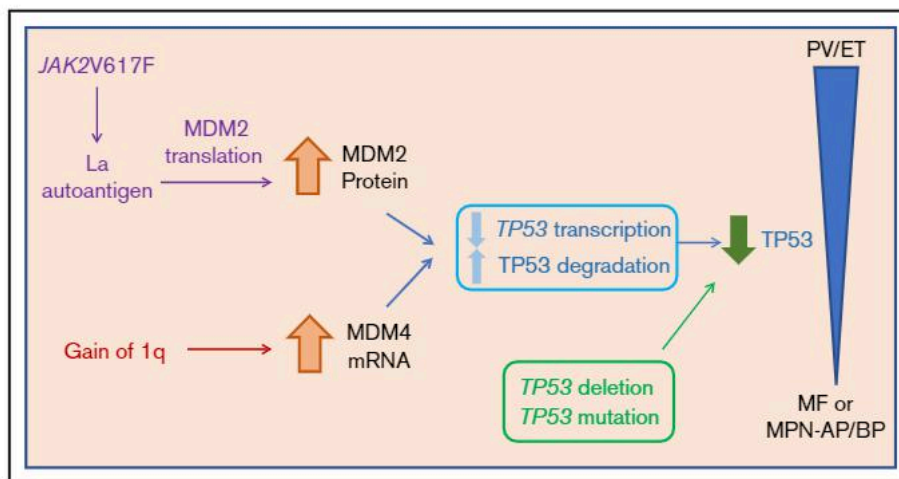 JAK2V617F
La
autoantigen
MDM2
translation
MDM2
Protein
Gain of 1q
MDM4
mRNA
TP53 transcription
TP53 degradation
TP53
TP53 deletion
TP53 mutation
PV/ET
MF or
MPN-AP/BP